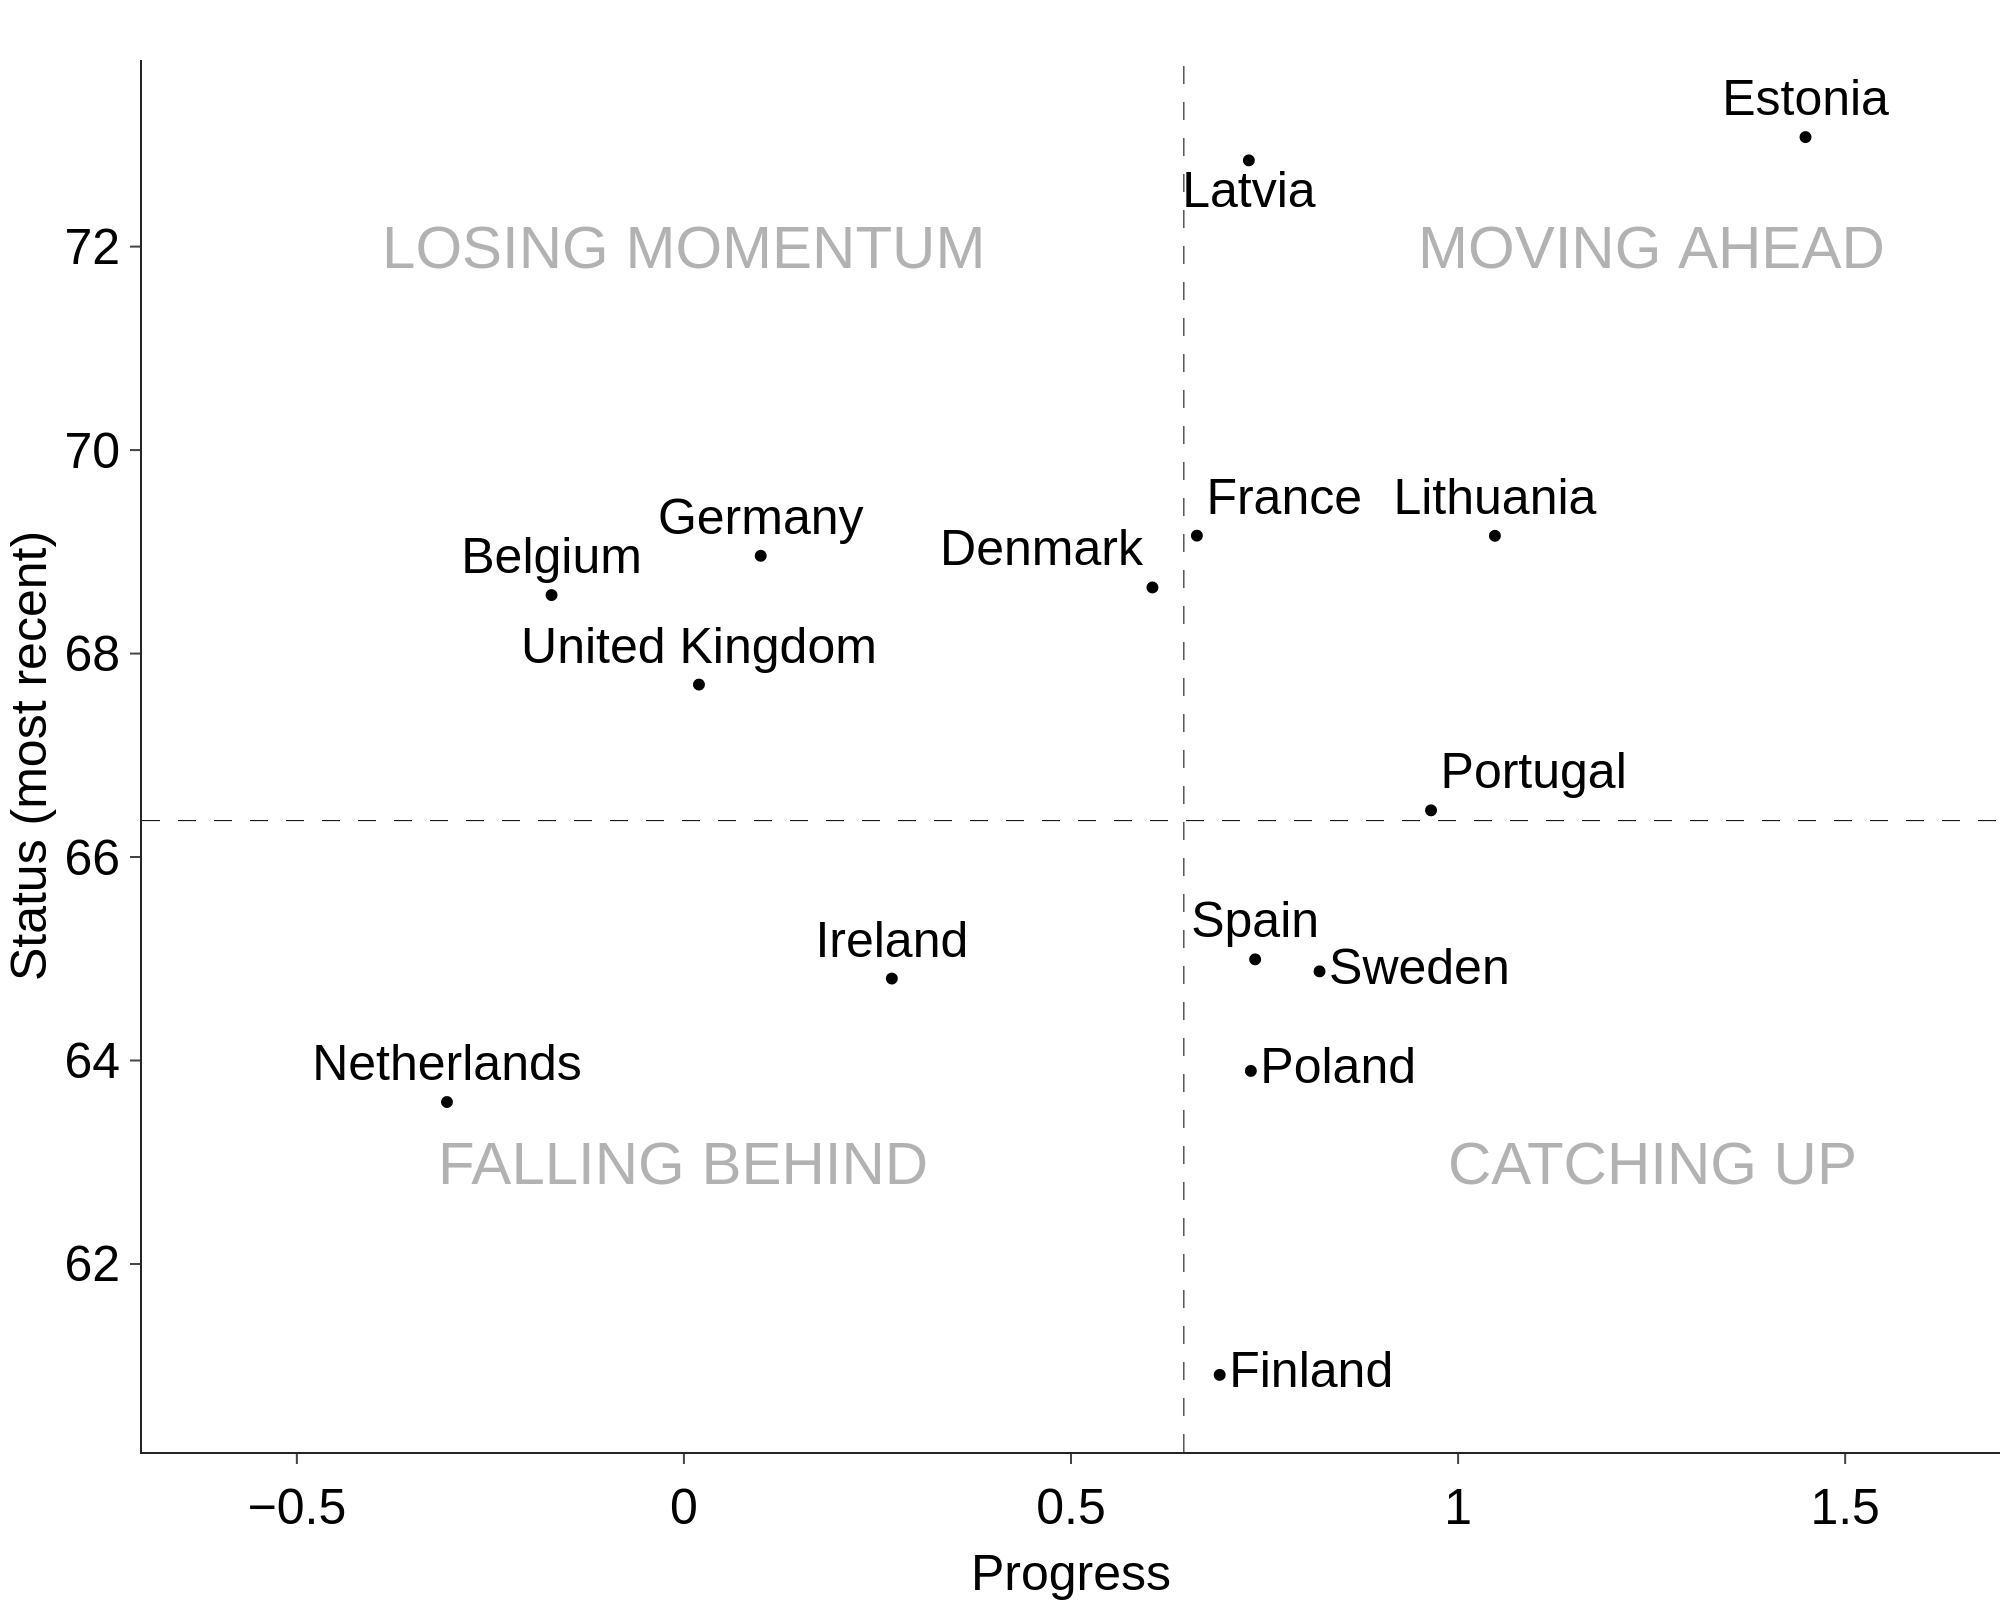 Estonia
Latvia
LOSING MOMENTUM
MOVING AHEAD
72
70
68
66
64
62
Status (most recent)
France
Lithuania
Germany
Denmark
Belgium
United Kingdom
Portugal
Spain
Ireland
Sweden
Netherlands
Poland
FALLING BEHIND
CATCHING UP
Finland
−0.5
0
0.5
1
1.5
Progress